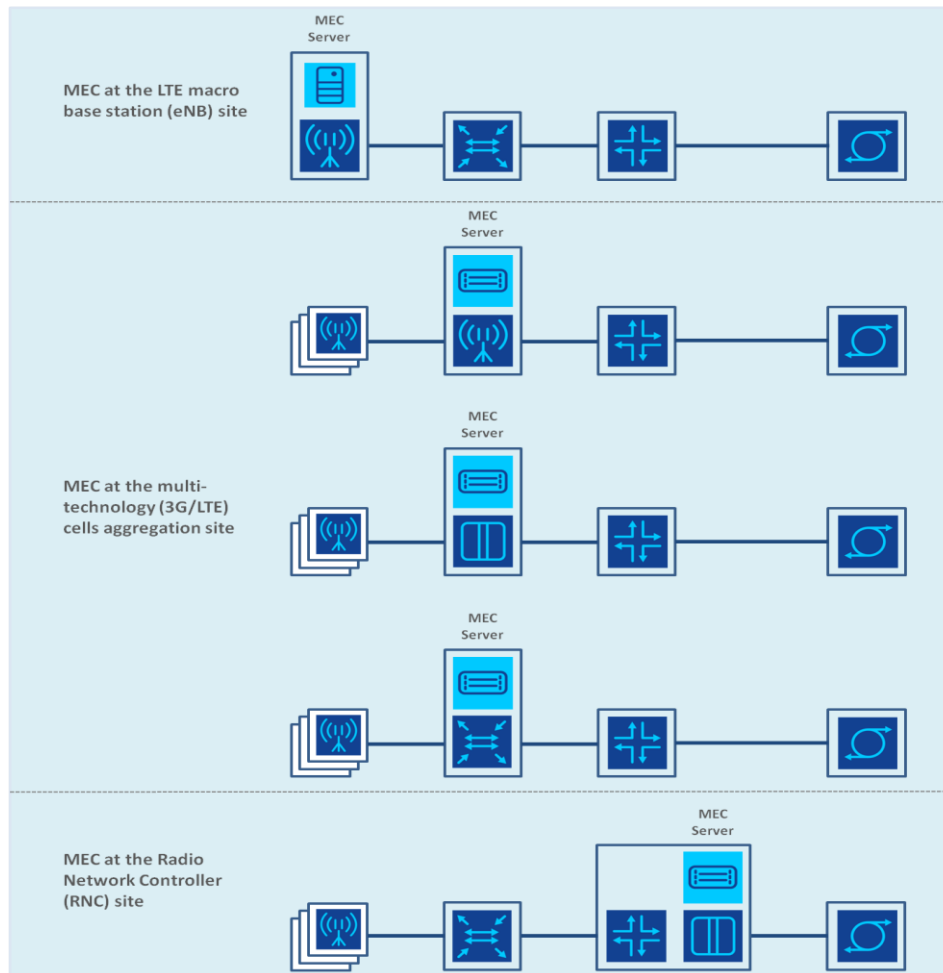 MEC
Server
MEC at the LTE macro
base station (eNB) site
MEC
Server
MEC
Server
MEC at the multi-
technology (3G/LTE)
cells aggregation site
MEC
Server
MEC
Server
MEC at the Radio
Network Controller
(RNC) site